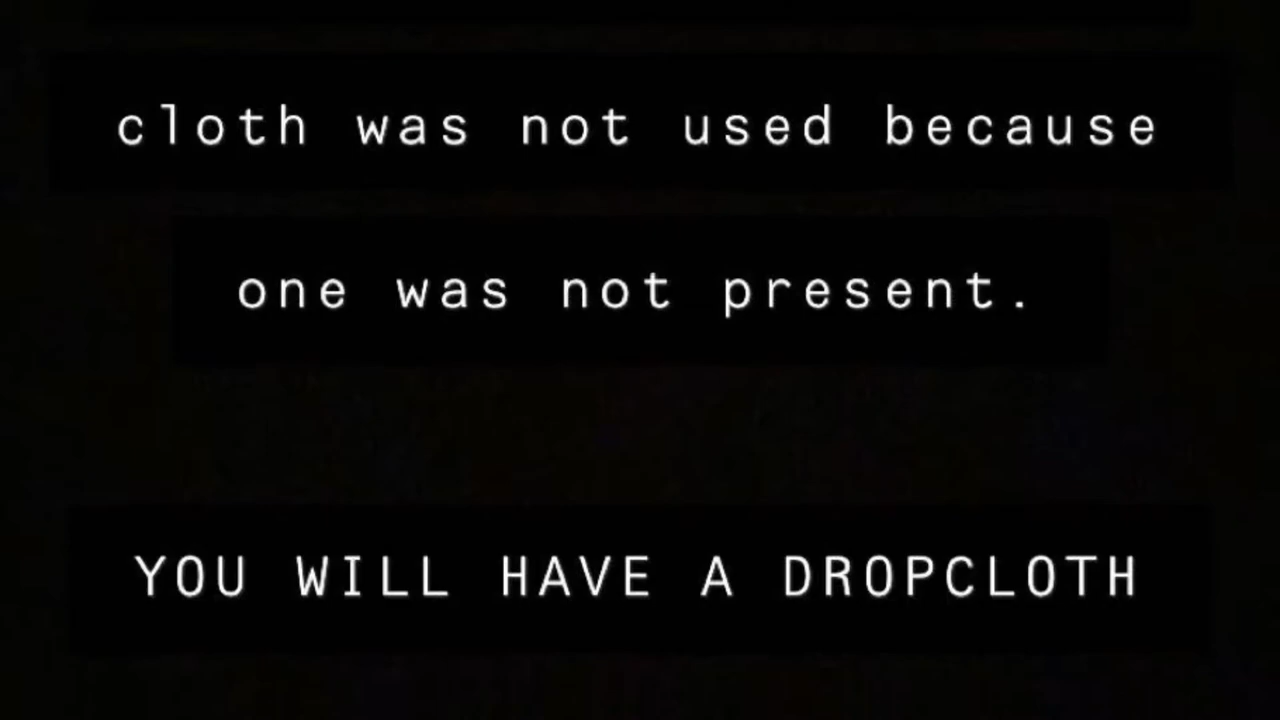 cloth was not used because
one was not present.
YOU WILL HAVE A DROPCLOTH